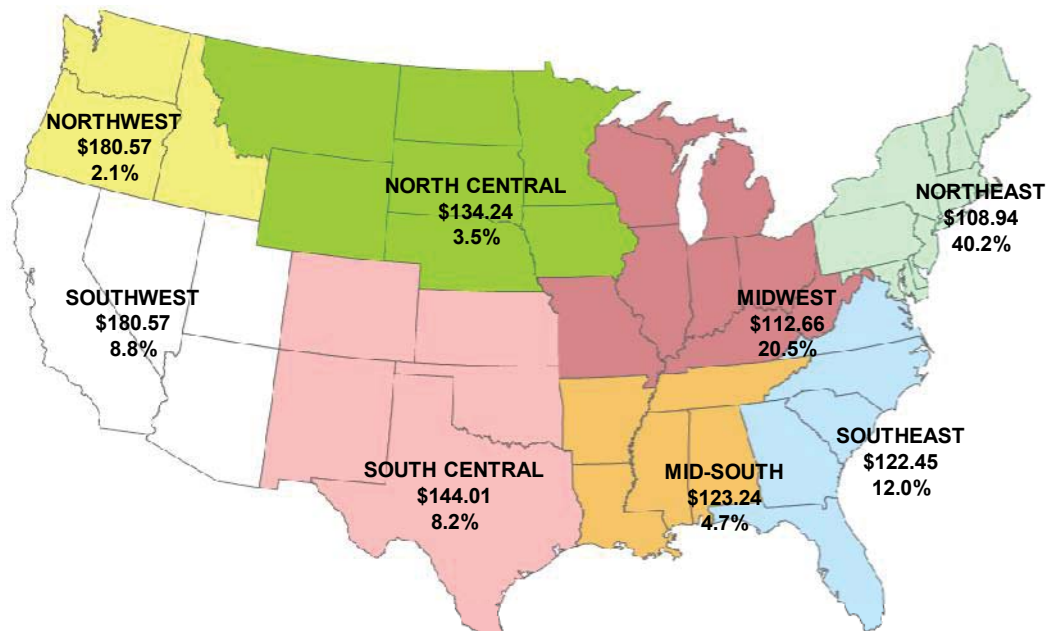 NORTHWEST
$180.57
2.1%
NORTH CENTRAL
$134.24
3.5%
NORTHEAST
$108.94
40.2%
SOUTHWEST
$180.57
8.8%
MIDWEST
$112.66
20.5%
SOUTH CENTRAL
$144.01
8.2%
MID-SOUTH
$123.24
4.7%
SOUTHEAST
$122.45
12.0%